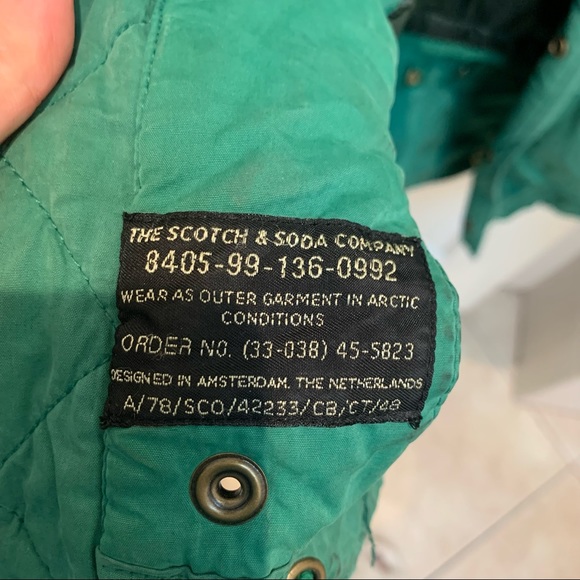 THE SCOTCH & SODA COMPANY
8405-99-136-0992
WEAR AS OUTER GARMENT IN ARCTIC
CONDITIONS
ORDER NO. (33-038) 45-5823
DESIGNED IN AMSTERDAM. THE NETHERLANDS
A/78/SCO/42233/CB/CT/48